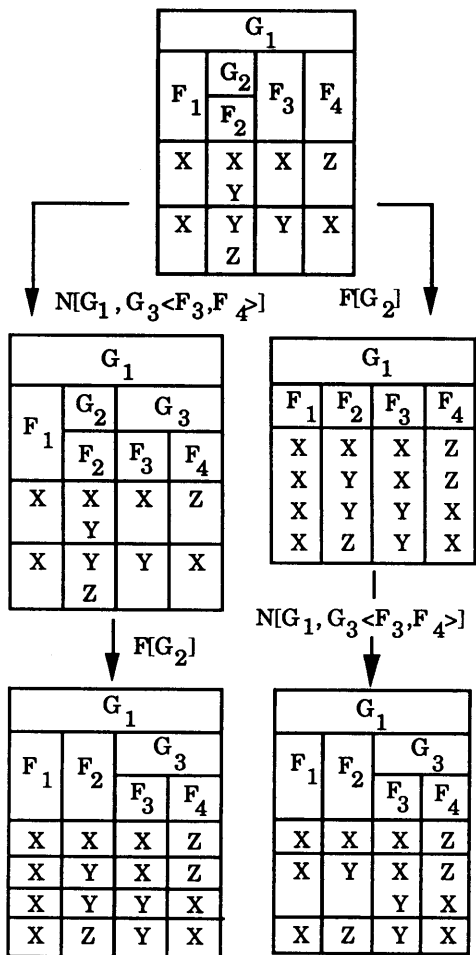 G1
F1 G2 F3 F4
F2
X X X Z
Y
X Y Y X
Z
N[G1, G3<F3,F4>]
F[G2]
G1
F1 G2 G3
F2 F3 F4
X X X Z
Y
X Y Y X
Z
G1
F1 F2 F3 F4
X X X Z
X Y X Z
X Y Y X
X Z Y X
F[G2]
N[G1, G3<F3,F4>]
G1
F1 F2 G3
F3 F4
X X X Z
X Y X Z
X Y Y X
X Z Y X
G1
F1 F2 G3
F3 F4
X X X Z
X Y X Z
Y X
X Z Y X